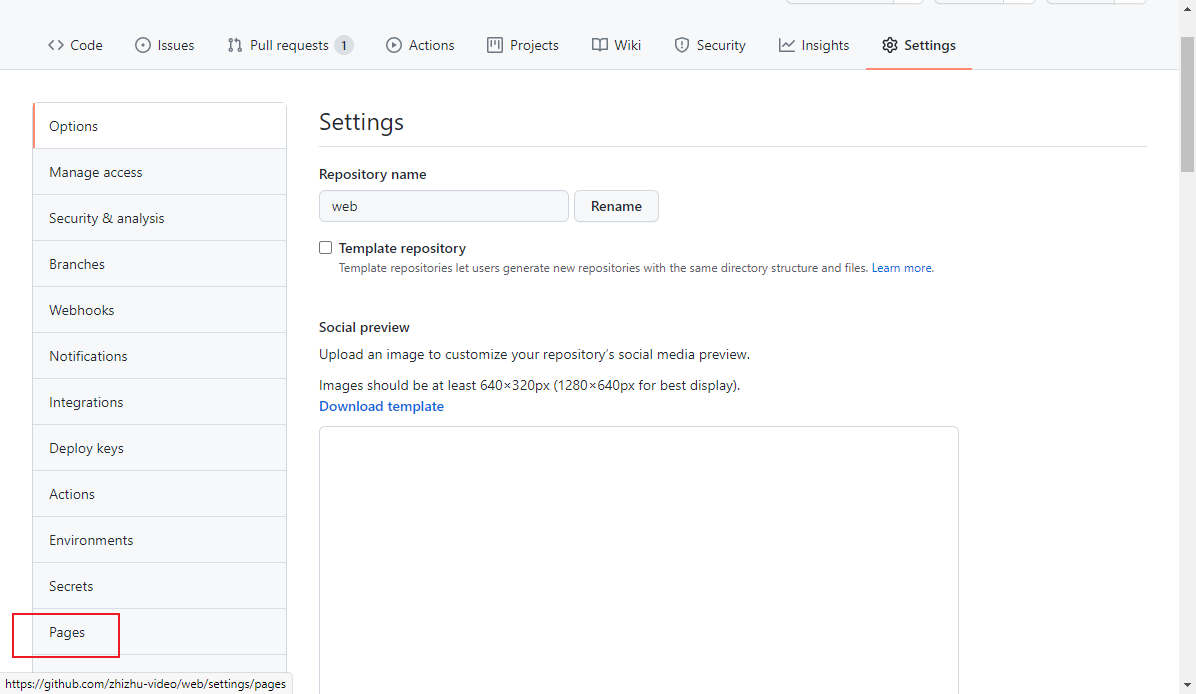 Code Issues Pull requests 1 Actions Projects Wiki Security Insights Settings
Options
Manage access
Security & analysis
Branches
Webhooks
Notifications
Integrations
Deploy keys
Actions
Environments
Secrets
Pages
Settings
Repository name
web Rename
Template repository
Template repositories let users generate new repositories with the same directory structure and files. Learn more.
Social preview
Upload an image to customize your repository’s social media preview.
Images should be at least 640×320px (1280×640px for best display).
Download template
https://github.com/zhizhu-video/web/settings/pages